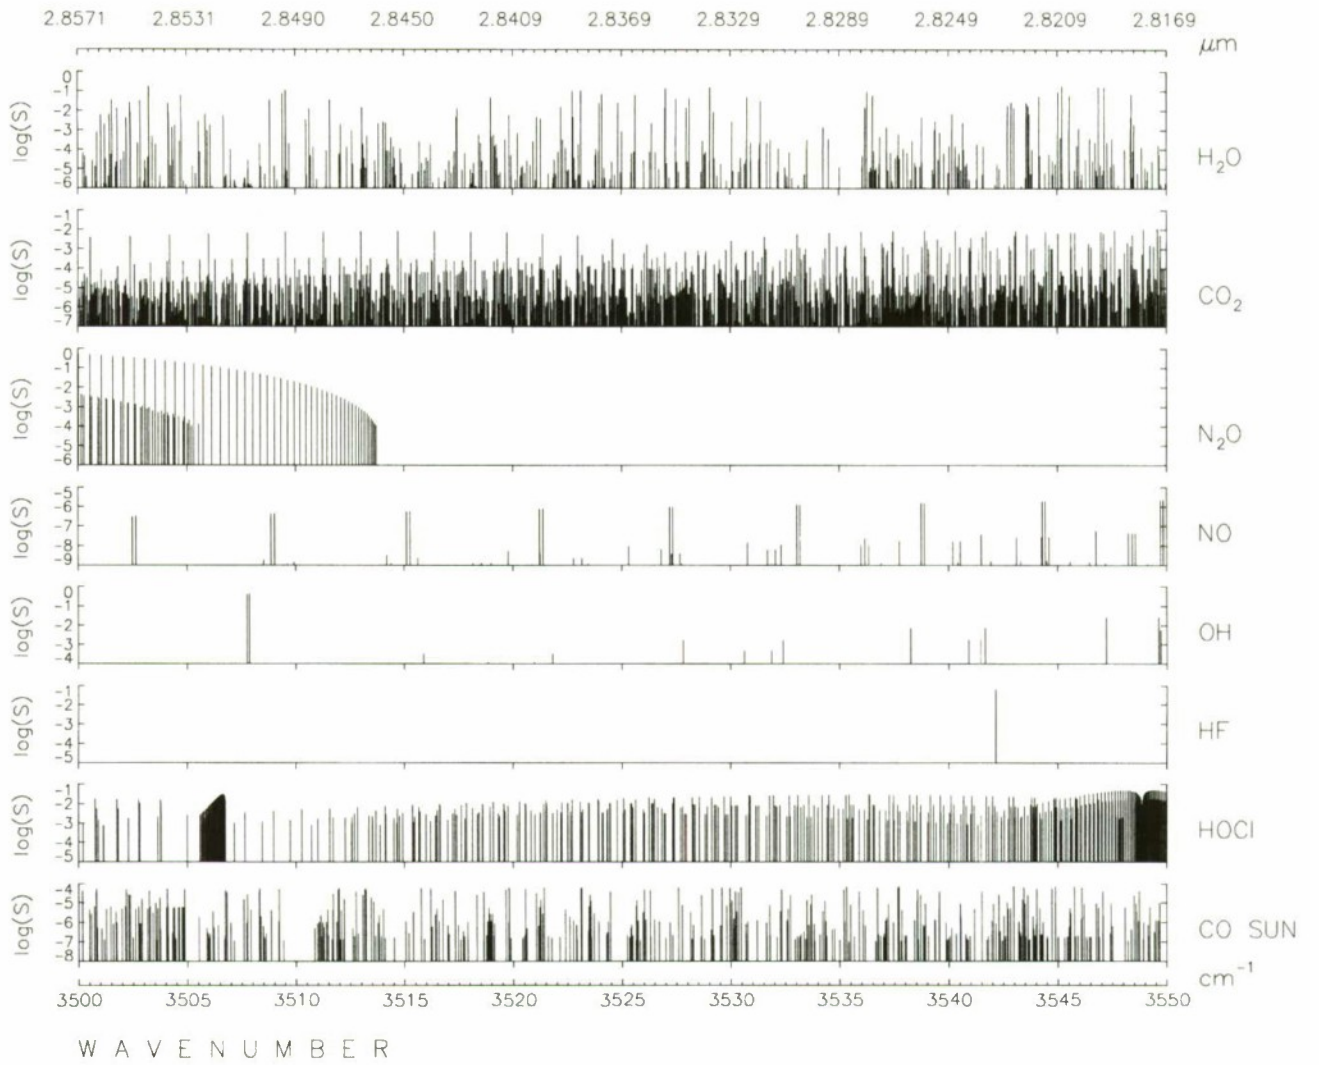 2.8571 2.8531 2.8490 2.8450 2.8409 2.8369 2.8329 2.8289 2.8249 2.8209 2.8169
μm
0
-1
-2
-3
-4
-5
-6
log(S)
H₂O
-1
-2
-3
-4
-5
-6
-7
log(S)
CO₂
0
-1
-2
-3
-4
-5
-6
log(S)
N₂O
-5
-6
-7
-8
-9
log(S)
NO
0
-1
-2
-3
-4
log(S)
OH
-1
-2
-3
-4
-5
log(S)
HF
-1
-2
-3
-4
-5
log(S)
HOCl
-4
-5
-6
-7
-8
log(S)
CO SUN
cm⁻¹
3500 3505 3510 3515 3520 3525 3530 3535 3540 3545 3550
WAVENUMBER